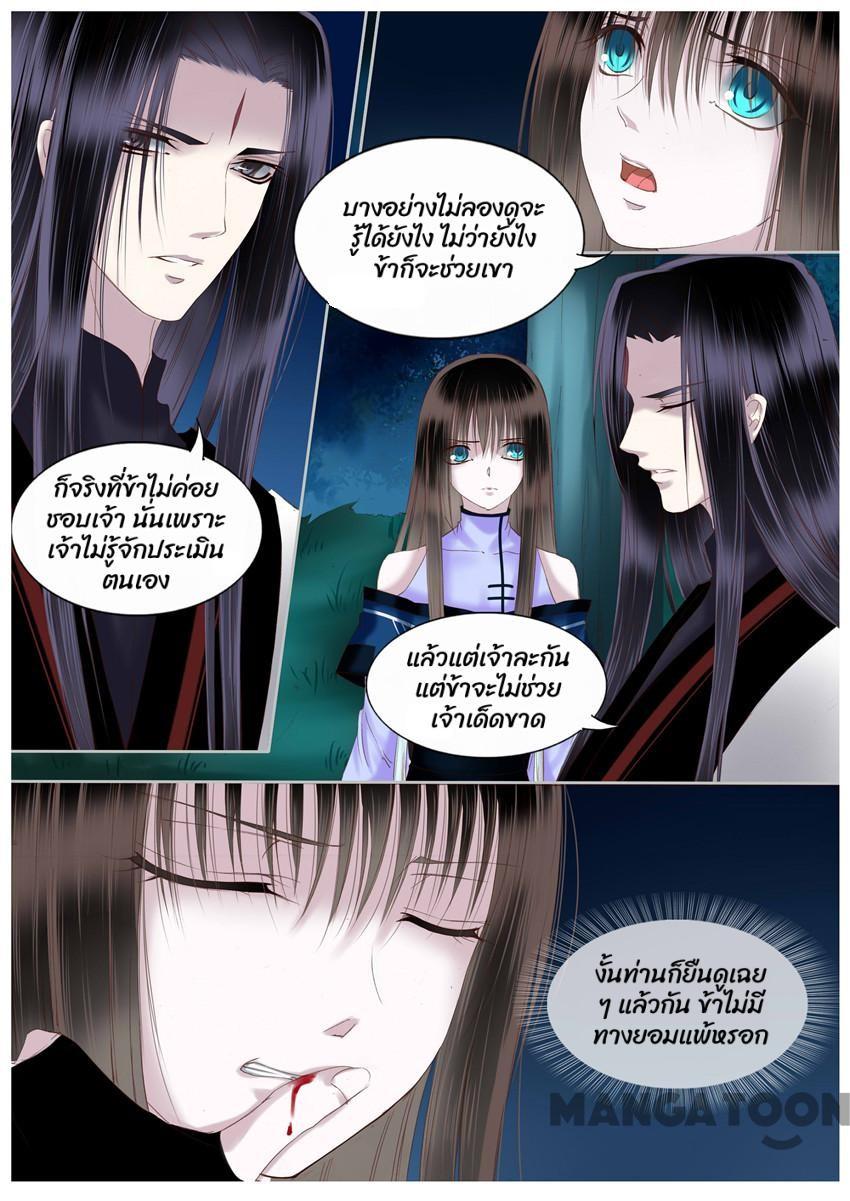 บางอย่างไม่ลองดูจะ
รู้ได้ยังไง ไม่ว่ายังไง
ข้าก็จะช่วยเขา
ก็จริงที่ข้าไม่ค่อย
ชอบเจ้า นั่นเพราะ
เจ้าไม่รู้จักประเมิน
ตนเอง
แล้วแต่เจ้าละกัน
แต่ข้าจะไม่ช่วย
เจ้าเด็ดขาด
งั้นท่านก็ยืนดูเฉย
ๆ แล้วกัน ข้าไม่มี
ทางยอมแพ้หรอก
MANGATOON